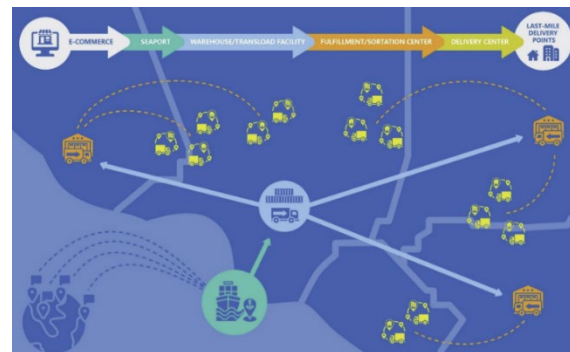 E-COMMERCE
SEAPORT
WAREHOUSE/TRANSLOAD FACILITY
FULFILLMENT/SORTATION CENTER
DELIVERY CENTER
LAST-MILE
DELIVERY
POINTS